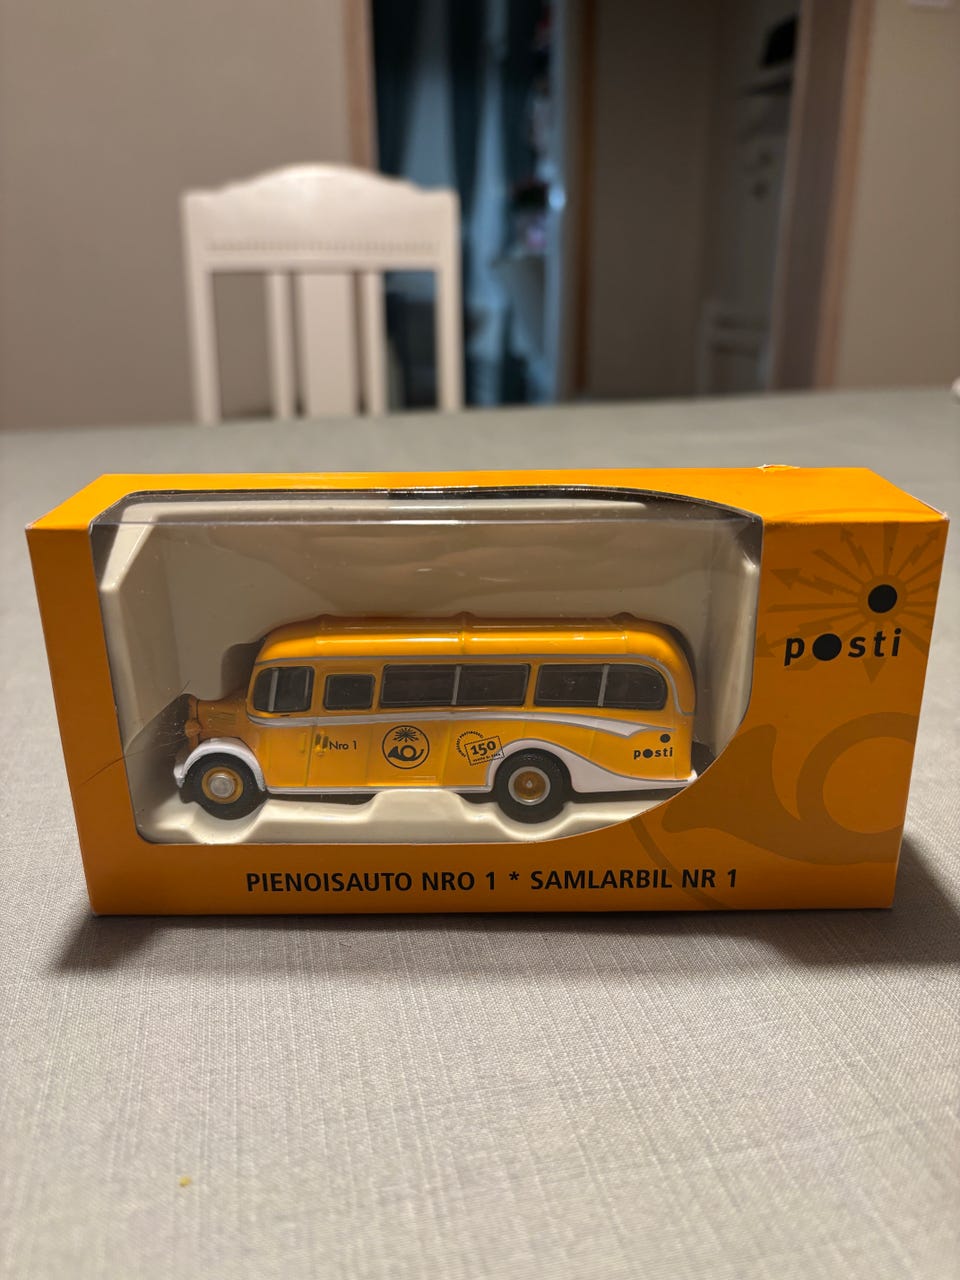 posti
Nro 1
150
posti
PIENOISAUTO NRO 1 * SAMLARBIL NR 1